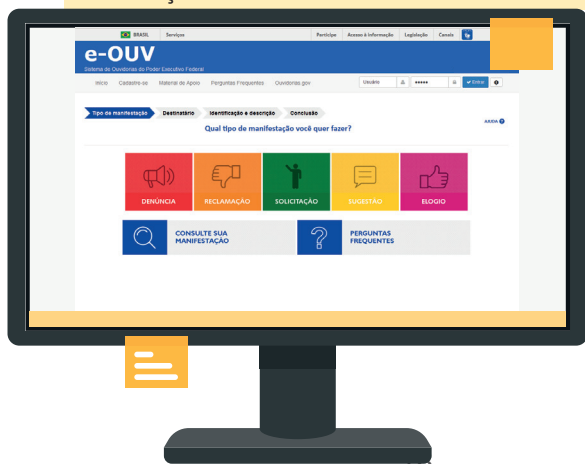 BRASIL Serviços Participe Acesso à informação Legislação Canais
e-OUV
Sistema de Ouvidorias do Poder Executivo Federal
Início Cadastre-se Material de Apoio Perguntas Frequentes Ouvidorias.gov Usuário ••••• Entrar
Tipo de manifestação Destinatário Identificação e descrição Conclusão
AJUDA
Qual tipo de manifestação você quer fazer?
DENÚNCIA RECLAMAÇÃO SOLICITAÇÃO SUGESTÃO ELOGIO
CONSULTE SUA
MANIFESTAÇÃO
PERGUNTAS
FREQUENTES